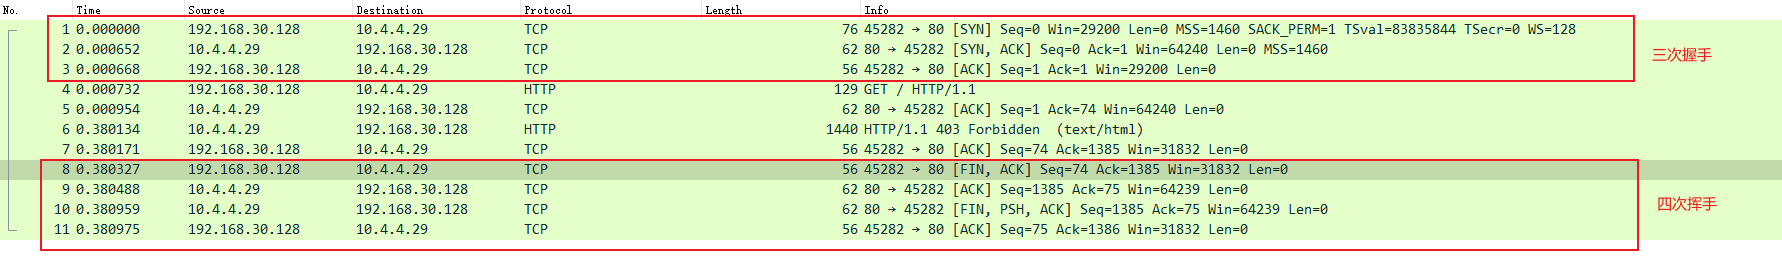 No. Time Source Destination Protocol Length Info
1 0.000000 192.168.30.128 10.4.4.29 TCP 76 45282 → 80 [SYN] Seq=0 Win=29200 Len=0 MSS=1460 SACK_PERM=1 TSval=83835844 TSecr=0 WS=128
2 0.000652 10.4.4.29 192.168.30.128 TCP 62 80 → 45282 [SYN, ACK] Seq=0 Ack=1 Win=64240 Len=0 MSS=1460
三次握手
3 0.000668 192.168.30.128 10.4.4.29 TCP 56 45282 → 80 [ACK] Seq=1 Ack=1 Win=29200 Len=0
4 0.000732 192.168.30.128 10.4.4.29 HTTP 129 GET / HTTP/1.1
5 0.000954 10.4.4.29 192.168.30.128 TCP 62 80 → 45282 [ACK] Seq=1 Ack=74 Win=64240 Len=0
6 0.380134 10.4.4.29 192.168.30.128 HTTP 1440 HTTP/1.1 403 Forbidden (text/html)
7 0.380171 192.168.30.128 10.4.4.29 TCP 56 45282 → 80 [ACK] Seq=74 Ack=1385 Win=31832 Len=0
8 0.380327 192.168.30.128 10.4.4.29 TCP 56 45282 → 80 [FIN, ACK] Seq=74 Ack=1385 Win=31832 Len=0
9 0.380488 10.4.4.29 192.168.30.128 TCP 62 80 → 45282 [ACK] Seq=1385 Ack=75 Win=64239 Len=0
四次挥手
10 0.380959 10.4.4.29 192.168.30.128 TCP 62 80 → 45282 [FIN, PSH, ACK] Seq=1385 Ack=75 Win=64239 Len=0
11 0.380975 192.168.30.128 10.4.4.29 TCP 56 45282 → 80 [ACK] Seq=75 Ack=1386 Win=31832 Len=0